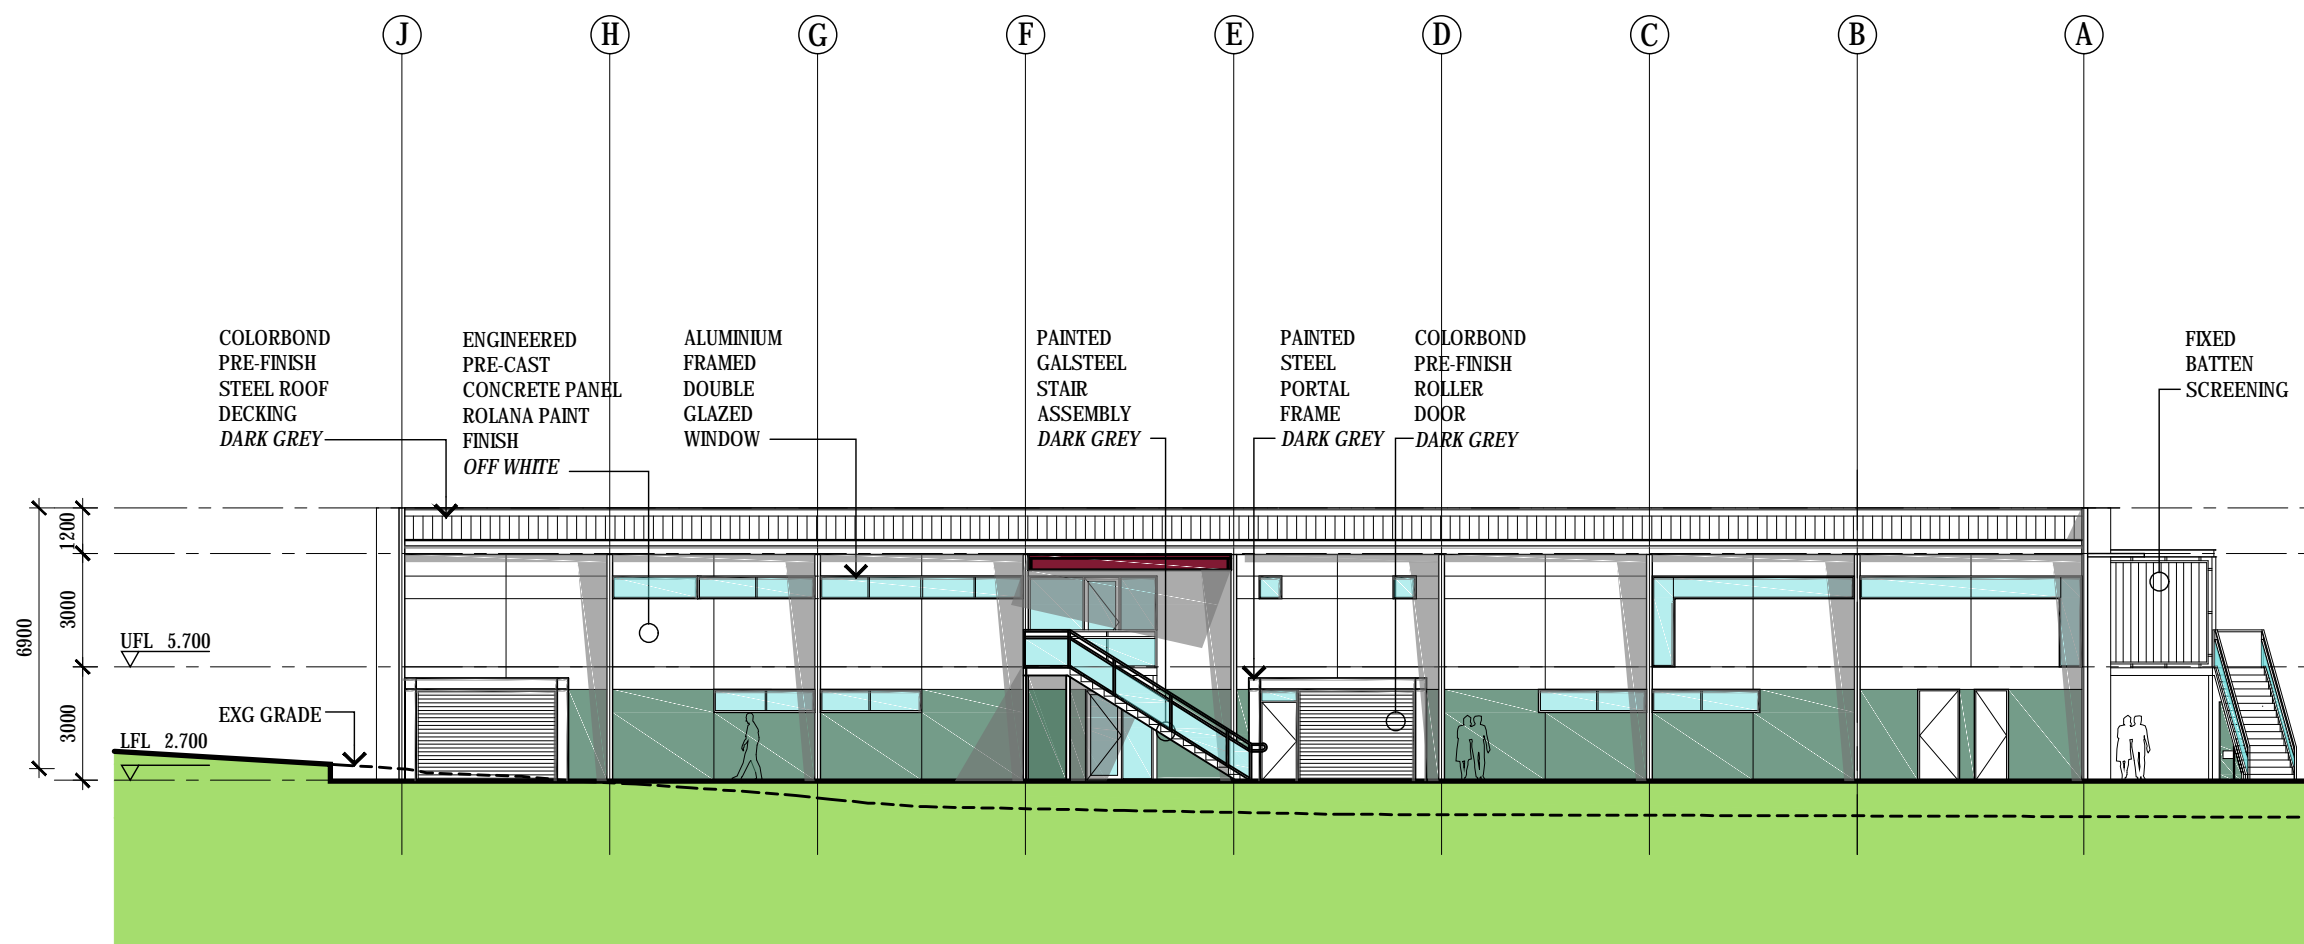 J H G F E D C B A
COLORBOND
PRE-FINISH
STEEL ROOF
DECKING
DARK GREY
ENGINEERED
PRE-CAST
CONCRETE PANEL
ROLANA PAINT
FINISH
OFF WHITE
ALUMINIUM
FRAMED
DOUBLE
GLAZED
WINDOW
PAINTED
GALSTEEL
STAIR
ASSEMBLY
DARK GREY
PAINTED
STEEL
PORTAL
FRAME
DARK GREY
COLORBOND
PRE-FINISH
ROLLER
DOOR
DARK GREY
FIXED
BATTEN
SCREENING
1200
3000
6900
3000
UFL 5.700
EXG GRADE
LFL 2.700